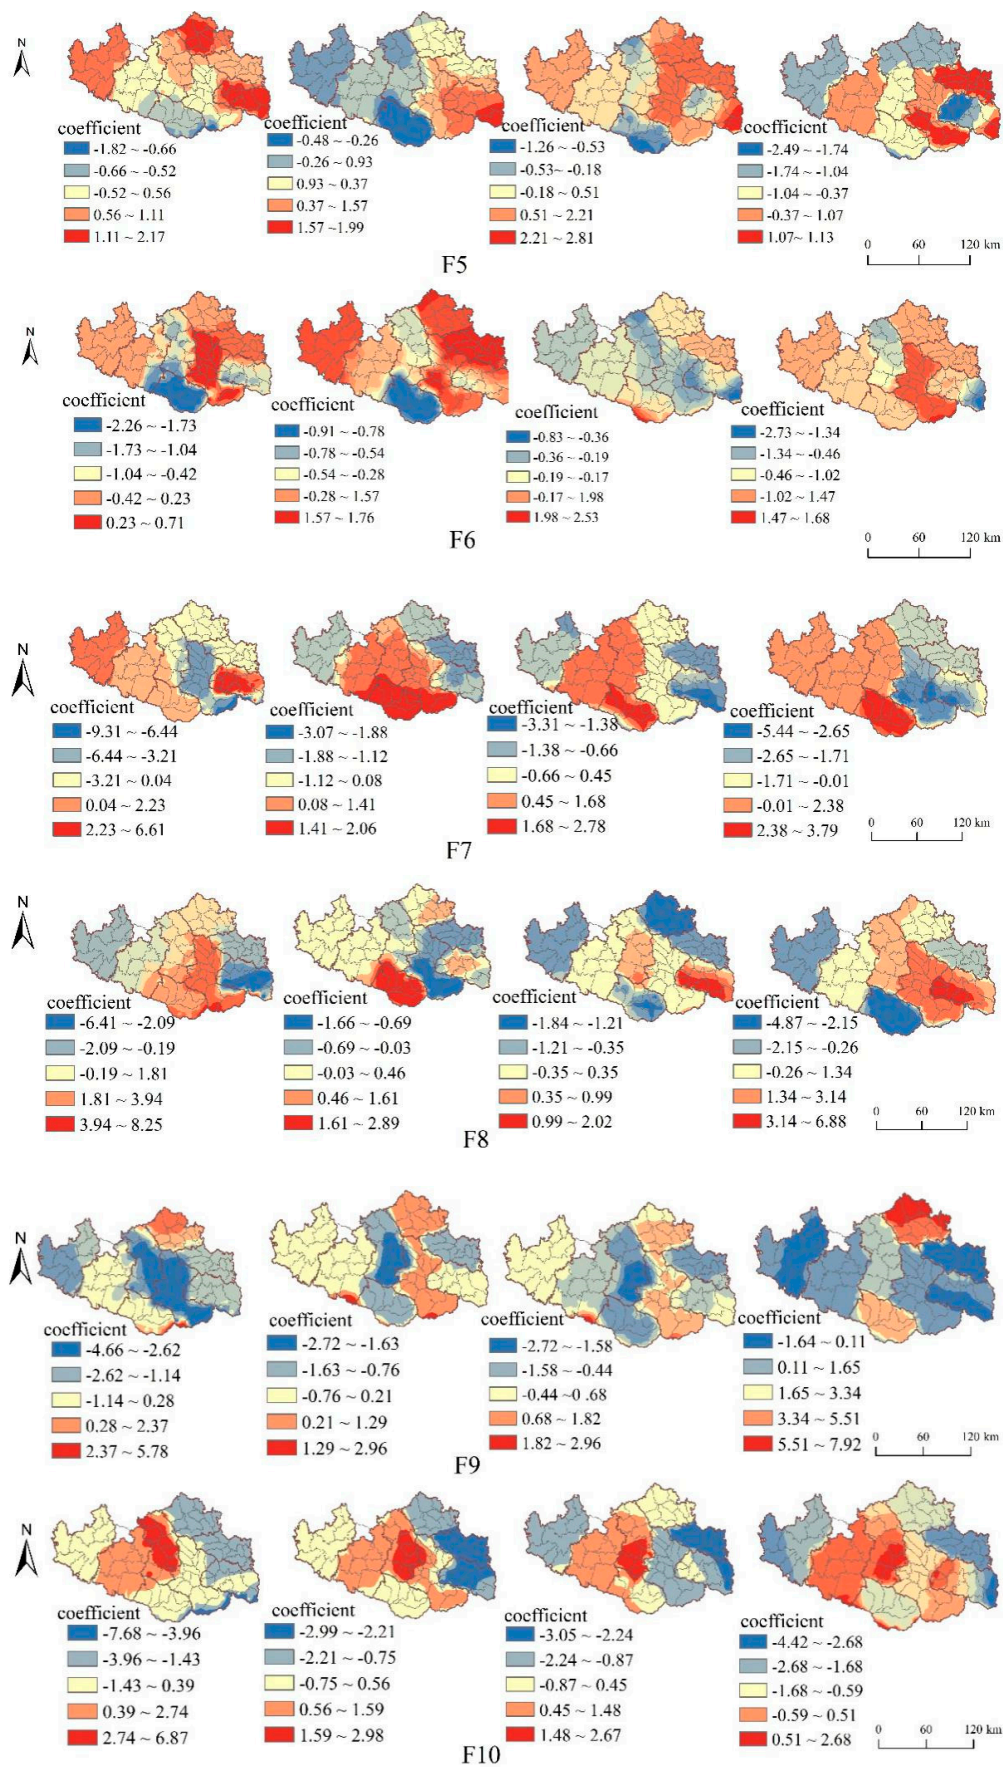 N
coefficient
-1.82 ~ -0.66
-0.66 ~ -0.52
-0.52 ~ 0.56
0.56 ~ 1.11
1.11 ~ 2.17
coefficient
-0.48 ~ -0.26
-0.26 ~ 0.93
0.93 ~ 0.37
0.37 ~ 1.57
1.57 ~1.99
coefficient
-1.26 ~ -0.53
-0.53~ -0.18
-0.18 ~ 0.51
0.51 ~ 2.21
2.21 ~ 2.81
coefficient
-2.49 ~ -1.74
-1.74 ~ -1.04
-1.04 ~ -0.37
-0.37 ~ 1.07
1.07~ 1.13
0 60 120 km
F5
N
coefficient
-2.26 ~ -1.73
-1.73 ~ -1.04
-1.04 ~ -0.42
-0.42 ~ 0.23
0.23 ~ 0.71
coefficient
-0.91 ~ -0.78
-0.78 ~ -0.54
-0.54 ~ -0.28
-0.28 ~ 1.57
1.57 ~ 1.76
coefficient
-0.83 ~ -0.36
-0.36 ~ -0.19
-0.19 ~ -0.17
-0.17 ~ 1.98
1.98 ~ 2.53
coefficient
-2.73 ~ -1.34
-1.34 ~ -0.46
-0.46 ~ -1.02
-1.02 ~ 1.47
1.47 ~ 1.68
0 60 120 km
F6
N
coefficient
-9.31 ~ -6.44
-6.44 ~ -3.21
-3.21 ~ 0.04
0.04 ~ 2.23
2.23 ~ 6.61
coefficient
-3.07 ~ -1.88
-1.88 ~ -1.12
-1.12 ~ 0.08
0.08 ~ 1.41
1.41 ~ 2.06
coefficient
-3.31 ~ -1.38
-1.38 ~ -0.66
-0.66 ~ 0.45
0.45 ~ 1.68
1.68 ~ 2.78
coefficient
-5.44 ~ -2.65
-2.65 ~ -1.71
-1.71 ~ -0.01
-0.01 ~ 2.38
2.38 ~ 3.79
0 60 120 km
F7
N
coefficient
-6.41 ~ -2.09
-2.09 ~ -0.19
-0.19 ~ 1.81
1.81 ~ 3.94
3.94 ~ 8.25
coefficient
-1.66 ~ -0.69
-0.69 ~ -0.03
-0.03 ~ 0.46
0.46 ~ 1.61
1.61 ~ 2.89
coefficient
-1.84 ~ -1.21
-1.21 ~ -0.35
-0.35 ~ 0.35
0.35 ~ 0.99
0.99 ~ 2.02
coefficient
-4.87 ~ -2.15
-2.15 ~ -0.26
-0.26 ~ 1.34
1.34 ~ 3.14
3.14 ~ 6.88
0 60 120 km
F8
N
coefficient
-4.66 ~ -2.62
-2.62 ~ -1.14
-1.14 ~ 0.28
0.28 ~ 2.37
2.37 ~ 5.78
coefficient
-2.72 ~ -1.63
-1.63 ~ -0.76
-0.76 ~ 0.21
0.21 ~ 1.29
1.29 ~ 2.96
coefficient
-2.72 ~ -1.58
-1.58 ~ -0.44
-0.44 ~ 0.68
0.68 ~ 1.82
1.82 ~ 2.96
coefficient
-1.64 ~ 0.11
0.11 ~ 1.65
1.65 ~ 3.34
3.34 ~ 5.51
5.51 ~ 7.92
0 60 120 km
F9
N
coefficient
-7.68 ~ -3.96
-3.96 ~ -1.43
-1.43 ~ 0.39
0.39 ~ 2.74
2.74 ~ 6.87
coefficient
-2.99 ~ -2.21
-2.21 ~ -0.75
-0.75 ~ 0.56
0.56 ~ 1.59
1.59 ~ 2.98
coefficient
-3.05 ~ -2.24
-2.24 ~ -0.87
-0.87 ~ 0.45
0.45 ~ 1.48
1.48 ~ 2.67
coefficient
-4.42 ~ -2.68
-2.68 ~ -1.68
-1.68 ~ -0.59
-0.59 ~ 0.51
0.51 ~ 2.68
0 60 120 km
F10